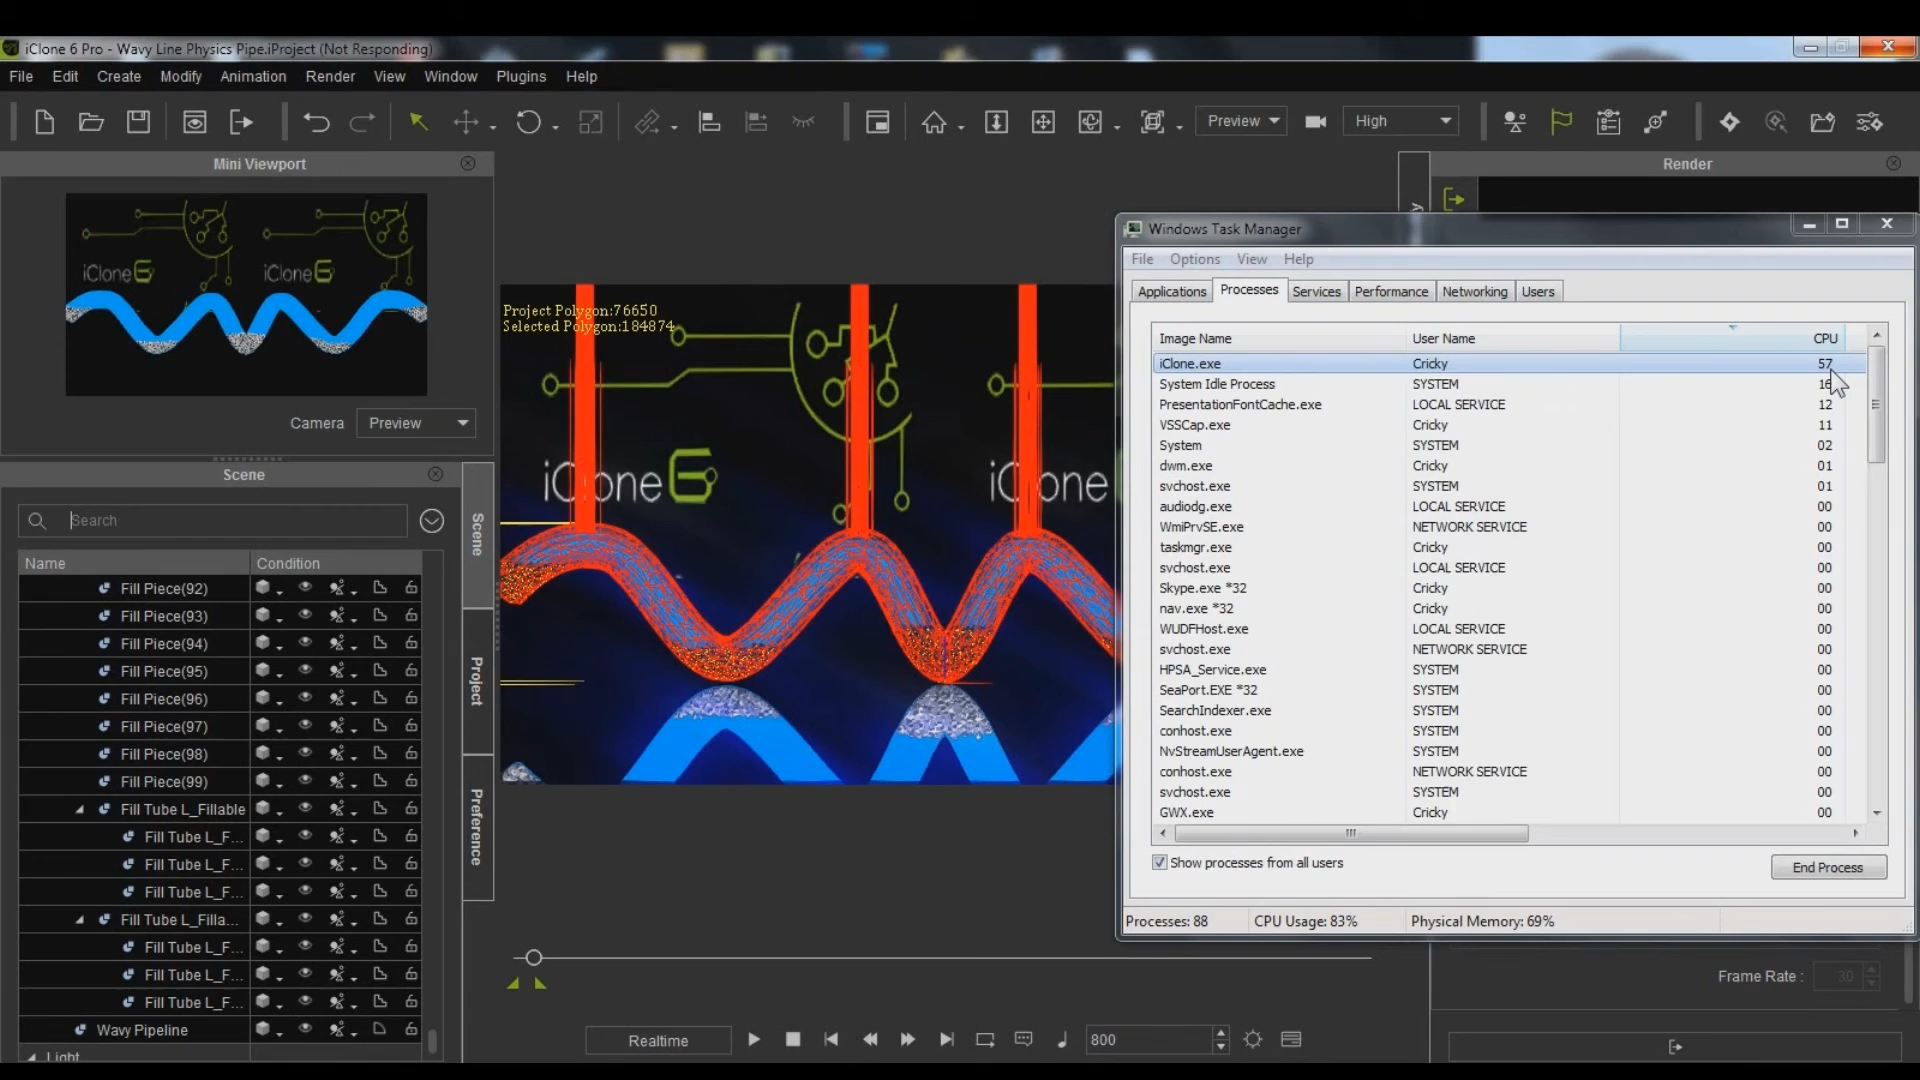 iClone 6 Pro - Wavy Line Physics Pipe.iProject (Not Responding)
File Edit Create Modify Animation Render View Window Plugins Help
Preview High
Mini Viewport
Render
iClone6 iClone6
Camera Preview
Scene
Search
Name Condition
Fill Piece(92)
Fill Piece(93)
Fill Piece(94)
Fill Piece(95)
Fill Piece(96)
Fill Piece(97)
Fill Piece(98)
Fill Piece(99)
Fill Tube L_Fillable
Fill Tube L_F...
Fill Tube L_F...
Fill Tube L_F...
Fill Tube L_Filla...
Fill Tube L_F...
Fill Tube L_F...
Fill Tube L_F...
Wavy Pipeline
Light
Scene
Project
Preference
Project Polygon:76650
Selected Polygon:184874
iClone6 iClone
Windows Task Manager
File Options View Help
Applications Processes Services Performance Networking Users
Image Name User Name CPU
iClone.exe Cricky 57
System Idle Process SYSTEM 16
PresentationFontCache.exe LOCAL SERVICE 12
VSSCap.exe Cricky 11
System SYSTEM 02
dwm.exe Cricky 01
svchost.exe SYSTEM 01
audiodg.exe LOCAL SERVICE 00
WmiPrvSE.exe NETWORK SERVICE 00
taskmgr.exe Cricky 00
svchost.exe LOCAL SERVICE 00
Skype.exe *32 Cricky 00
nav.exe *32 Cricky 00
WUDFHost.exe LOCAL SERVICE 00
svchost.exe NETWORK SERVICE 00
HPSA_Service.exe SYSTEM 00
SeaPort.EXE *32 SYSTEM 00
SearchIndexer.exe SYSTEM 00
conhost.exe SYSTEM 00
NvStreamUserAgent.exe SYSTEM 00
conhost.exe NETWORK SERVICE 00
svchost.exe SYSTEM 00
GWX.exe Cricky 00
Show processes from all users
End Process
Processes: 88 CPU Usage: 83% Physical Memory: 69%
Frame Rate : 30
Realtime 800